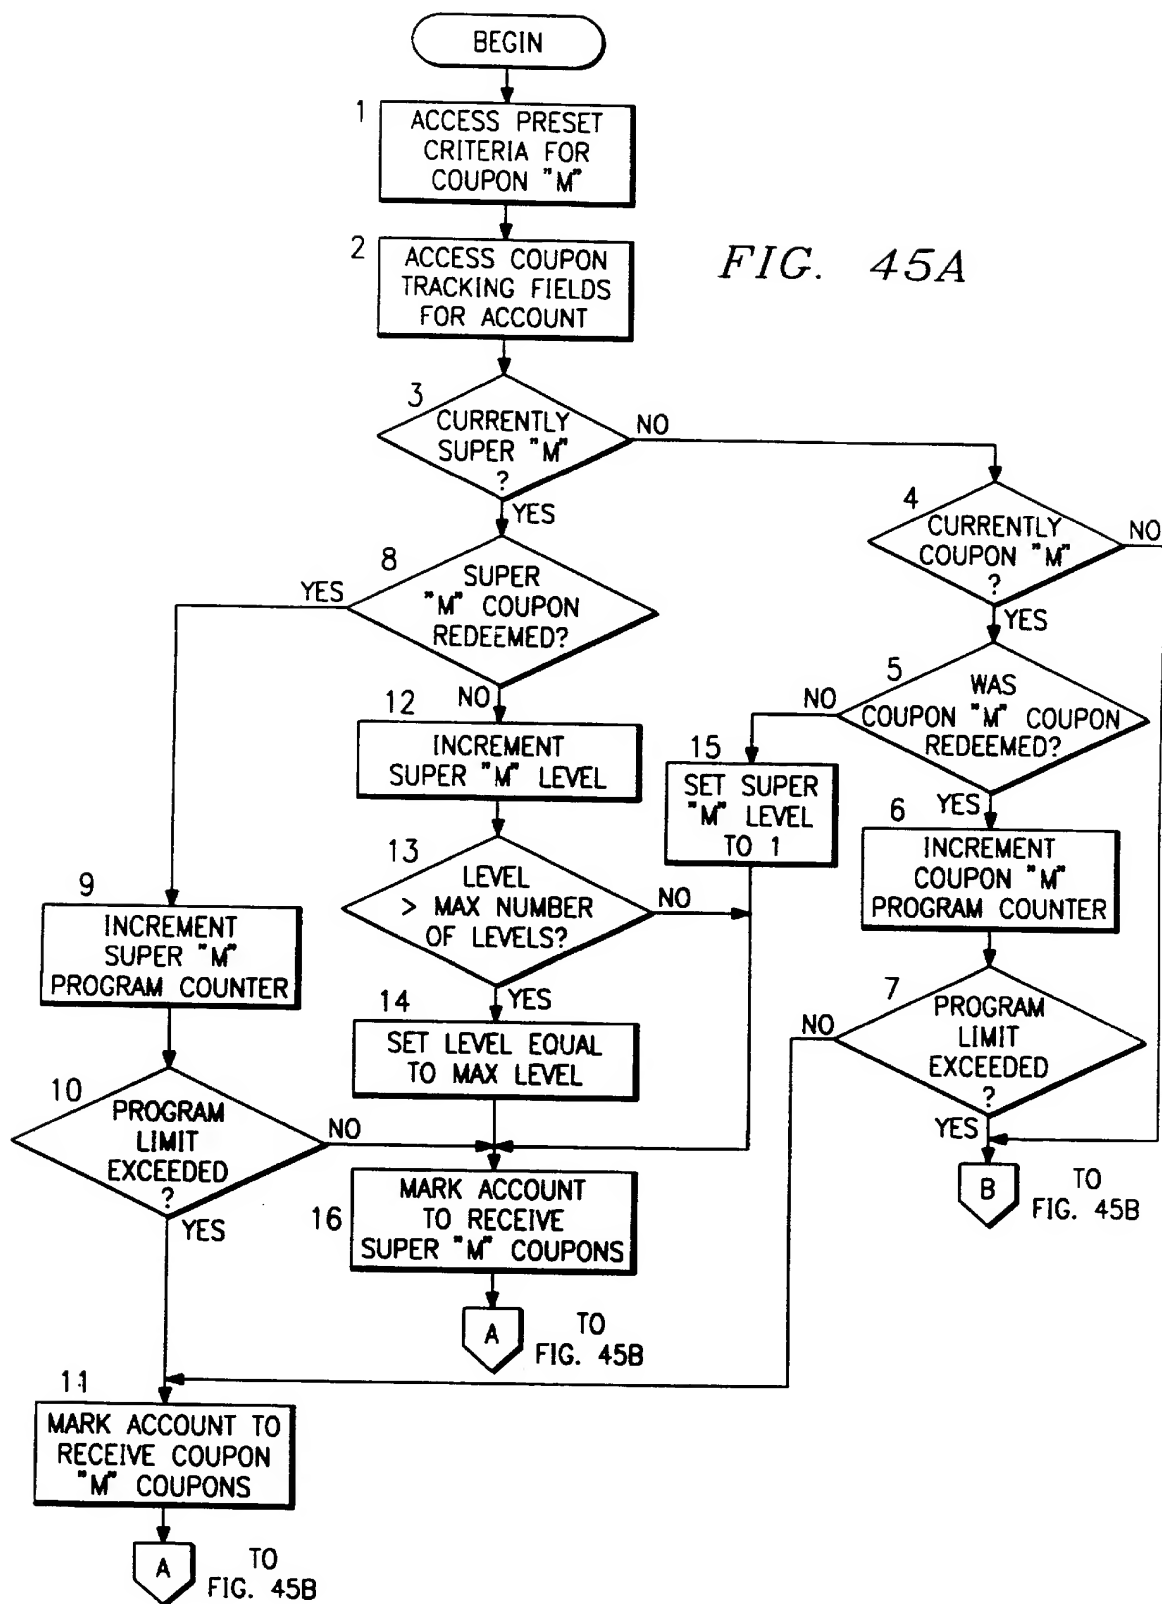 BEGIN
1
ACCESS PRESET
CRITERIA FOR
COUPON "M"
2
ACCESS COUPON
TRACKING FIELDS
FOR ACCOUNT
FIG. 45A
3
CURRENTLY
SUPER "M"
?
NO
YES
4
CURRENTLY
COUPON "M"
?
NO
YES
8
SUPER
"M" COUPON
REDEEMED?
YES
NO
5
WAS
COUPON "M" COUPON
REDEEMED?
NO
YES
12
INCREMENT
SUPER "M" LEVEL
15
SET SUPER
"M" LEVEL
TO 1
6
INCREMENT
COUPON "M"
PROGRAM COUNTER
13
LEVEL
> MAX NUMBER
OF LEVELS?
NO
YES
9
INCREMENT
SUPER "M"
PROGRAM COUNTER
7
PROGRAM
LIMIT
EXCEEDED
?
NO
YES
14
SET LEVEL EQUAL
TO MAX LEVEL
10
PROGRAM
LIMIT
EXCEEDED
?
NO
YES
16
MARK ACCOUNT
TO RECEIVE
SUPER "M" COUPONS
B
TO
FIG. 45B
A
TO
FIG. 45B
11
MARK ACCOUNT TO
RECEIVE COUPON
"M" COUPONS
A
TO
FIG. 45B